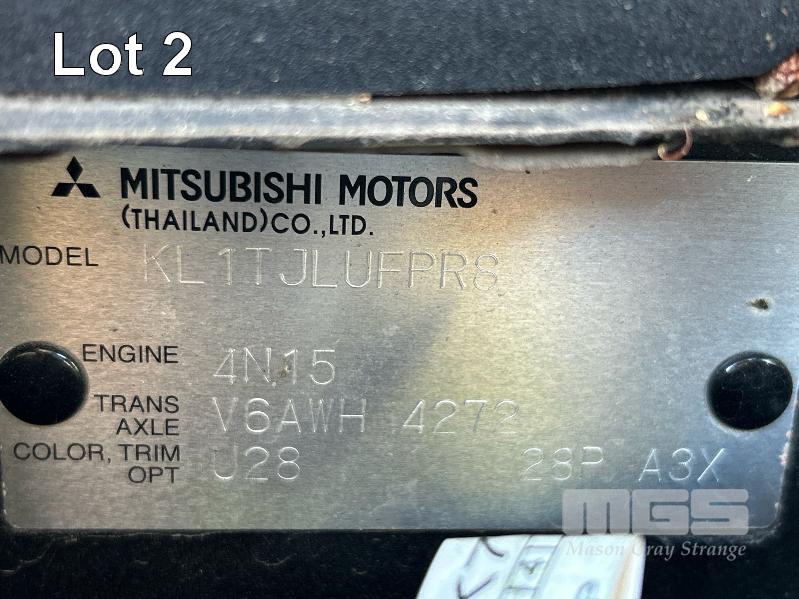 Lot 2
MITSUBISHI MOTORS
(THAILAND)CO.,LTD.
MODEL KL1TJLUFPR8
ENGINE 4N15
TRANS AXLE V6AWH 4272
COLOR, TRIM OPT U28 28P A3X
MGS
Mason Gray Strange